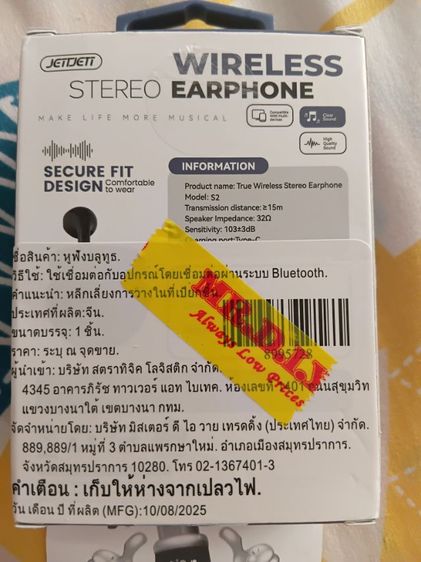 JEIDETI
WIRELESS
STEREO EARPHONE
MAKE LIFE MORE MUSICAL
Compatible
Clear
Sound
High
Quality
Sound
SECURE FIT
DESIGN Comfortable
to wear
INFORMATION
Product name: True Wireless Stereo Earphone
Model: S2
Transmission distance: ≥15m
Speaker Impedance: 32Ω
Sensitivity: 103±3dB
Charging port: Type-C
ชื่อสินค้า: หูฟังบลูทูธ.
วิธีใช้: ใช้เชื่อมต่อกับอุปกรณ์โดยเชื่อมต่อผ่านระบบ Bluetooth.
คำแนะนำ: หลีกเลี่ยงการวางในที่เปียกชื้น
ประเทศที่ผลิต:จีน.
ขนาดบรรจุ: 1 ชิ้น.
ราคา: ระบุ ณ จุดขาย.
MR.D.I.Y
Always Low Prices
8995728
ผู้นำเข้า: บริษัท สตราทิจิค โลจิสติก จำกัด
4345 อาคารภิรัช ทาวเวอร์ แอท ไบเทค. ห้องเลขที่ 1401 ถนนสุขุมวิท
แขวงบางนาใต้ เขตบางนา กทม.
จัดจำหน่ายโดย: บริษัท มิสเตอร์ ดี ไอ วาย เทรดดิ้ง (ประเทศไทย) จำกัด.
889,889/1 หมู่ที่ 3 ตำบลแพรกษาใหม่. อำเภอเมืองสมุทรปราการ.
จังหวัดสมุทรปราการ 10280. โทร 02-1367401-3
คำเตือน : เก็บให้ห่างจากเปลวไฟ.
วัน เดือน ปี ที่ผลิต (MFG):10/08/2025